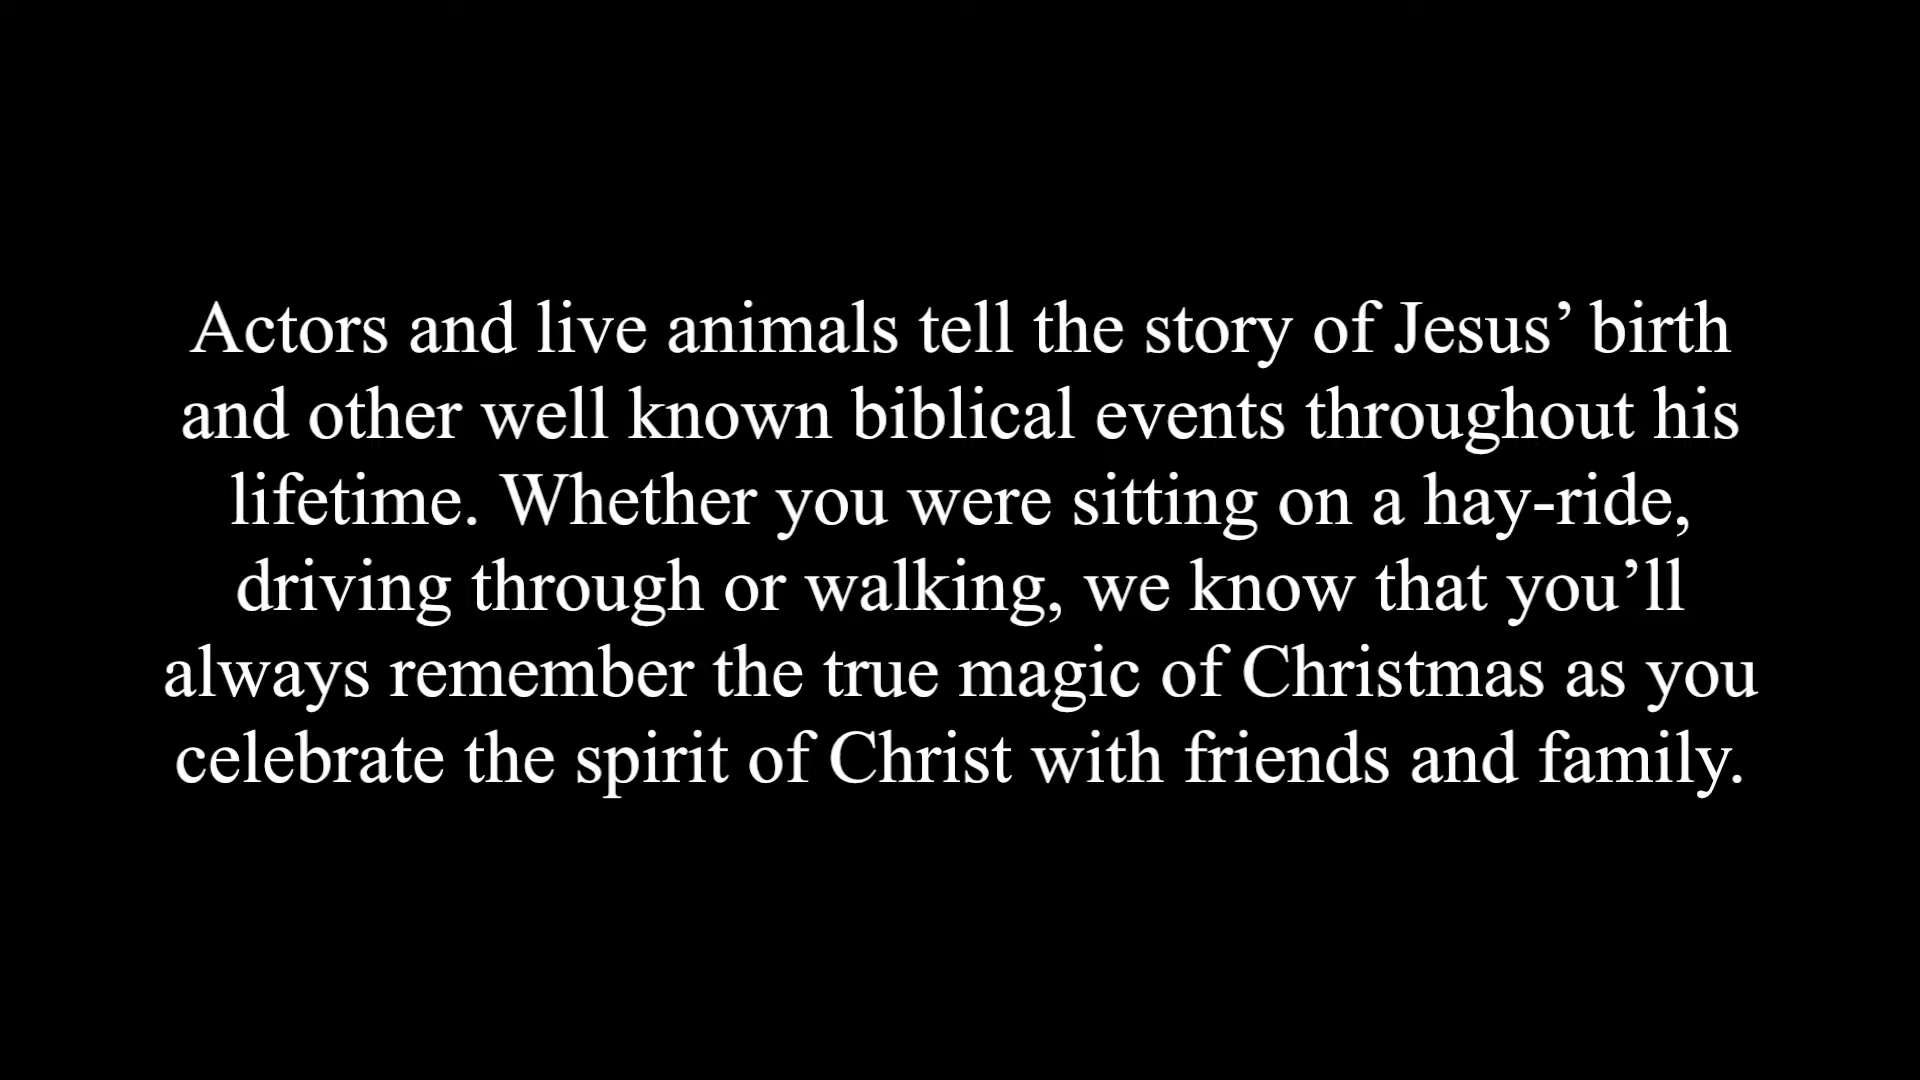 Actors and live animals tell the story of Jesus’ birth
and other well known biblical events throughout his
lifetime. Whether you were sitting on a hay-ride,
driving through or walking, we know that you’ll
always remember the true magic of Christmas as you
celebrate the spirit of Christ with friends and family.